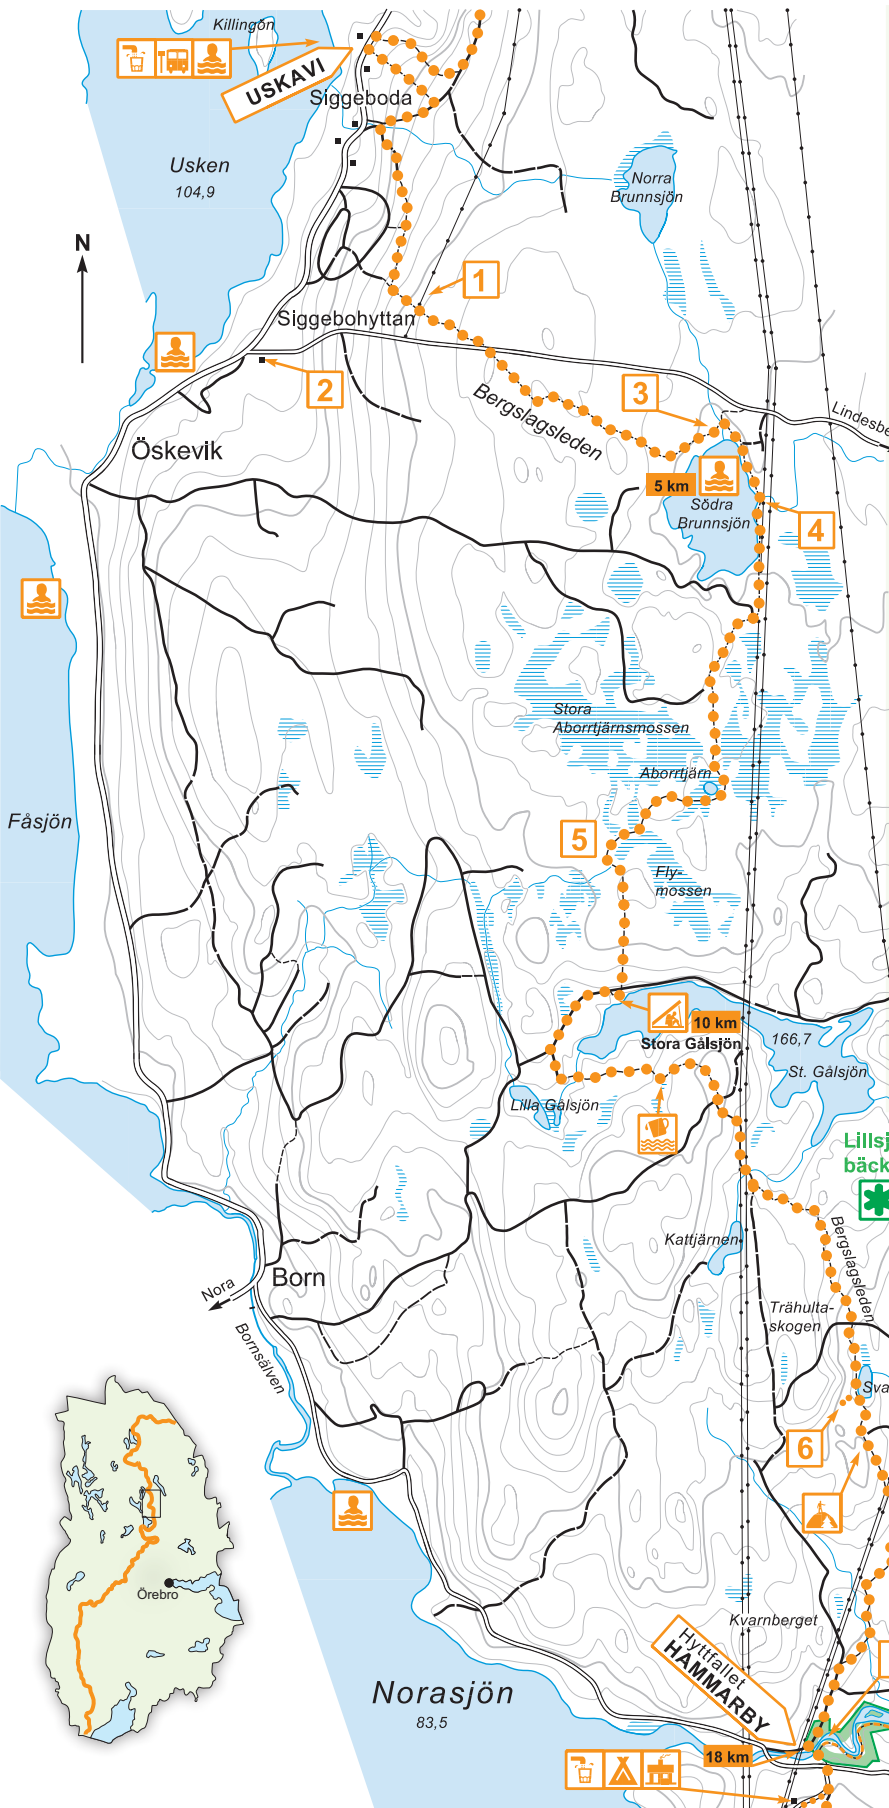 Killingön
USKAVI
Siggeboda
Usken
104,9
Norra
Brunnsjön
N
1
Siggebohyttan
2
3
Bergslagsleden
Lindesbe
Öskevik
5 km
Södra
Brunnsjön
4
Stora
Aborrtjärnsmossen
Aborrtjärn
Fåsjön
5
Fly-
mossen
10 km
Stora Gålsjön
166,7
St. Gålsjön
Lilla Gålsjön
Lillsj
bäck
Kattjärnen
Bergslagsleden
Nora
Born
Trähulta-
skogen
Bornsälven
Sva
6
Örebro
Kvarnberget
Hyttfallet
HAMMARBY
Norasjön
83,5
18 km